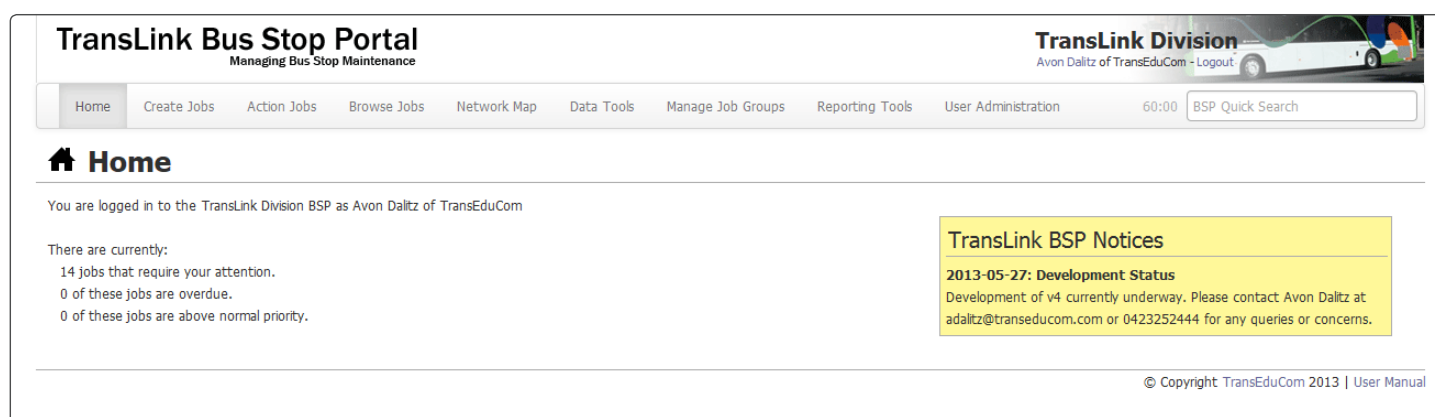 TransLink Bus Stop Portal
Managing Bus Stop Maintenance
TransLink Division
Avon Dalitz of TransEduCom - Logout
Home Create Jobs Action Jobs Browse Jobs Network Map Data Tools Manage Job Groups Reporting Tools User Administration 60:00 BSP Quick Search
Home
You are logged in to the TransLink Division BSP as Avon Dalitz of TransEduCom
There are currently:
14 jobs that require your attention.
0 of these jobs are overdue.
0 of these jobs are above normal priority.
TransLink BSP Notices
2013-05-27: Development Status
Development of v4 currently underway. Please contact Avon Dalitz at
adalitz@transeducom.com or 0423252444 for any queries or concerns.
© Copyright TransEduCom 2013 | User Manual